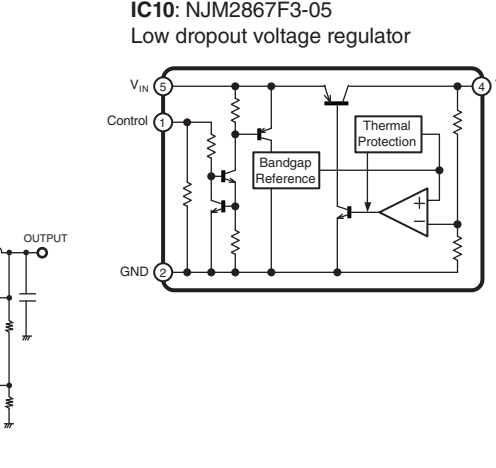 IC10: NJM2867F3-05
Low dropout voltage regulator
VIN 5
4
Control 1
Thermal
Protection
Bandgap
Reference
+
−
OUTPUT
GND 2